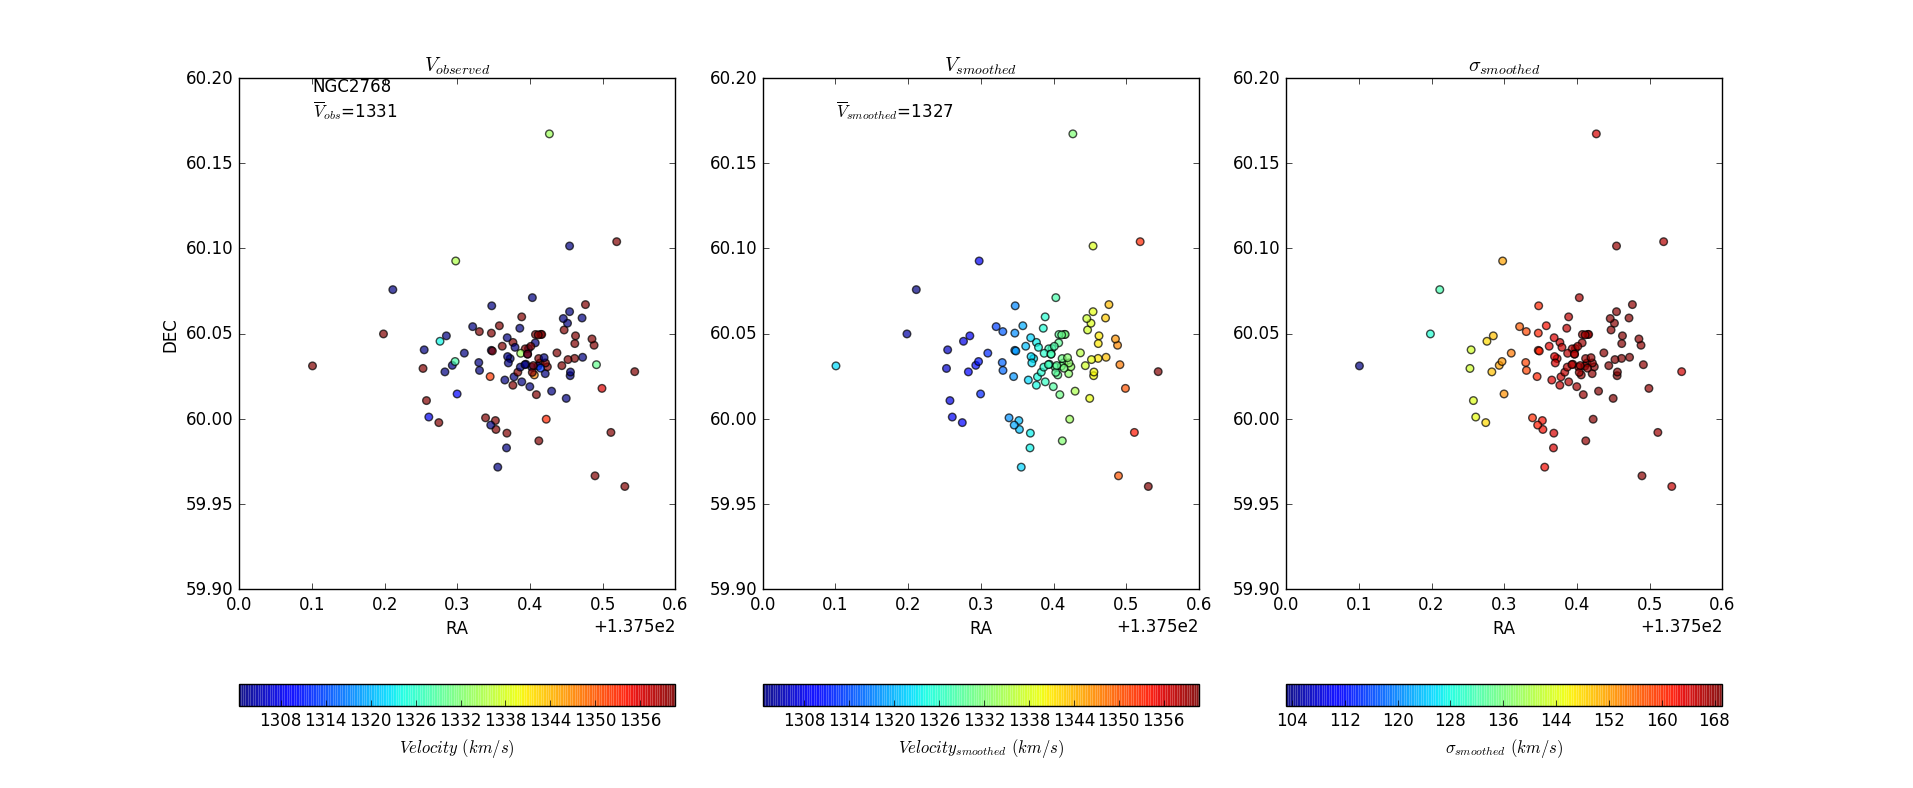 V_observed
NGC2768
V̅_obs=1331
60.20
60.15
60.10
60.05
60.00
59.95
59.90
DEC
0.0 0.1 0.2 0.3 0.4 0.5 0.6
RA
+1.375e2
1308 1314 1320 1326 1332 1338 1344 1350 1356
Velocity (km/s)
V_smoothed
V̅_smoothed=1327
60.20
60.15
60.10
60.05
60.00
59.95
59.90
0.0 0.1 0.2 0.3 0.4 0.5 0.6
RA
+1.375e2
1308 1314 1320 1326 1332 1338 1344 1350 1356
Velocity_smoothed (km/s)
σ_smoothed
60.20
60.15
60.10
60.05
60.00
59.95
59.90
0.0 0.1 0.2 0.3 0.4 0.5 0.6
RA
+1.375e2
104 112 120 128 136 144 152 160 168
σ_smoothed (km/s)